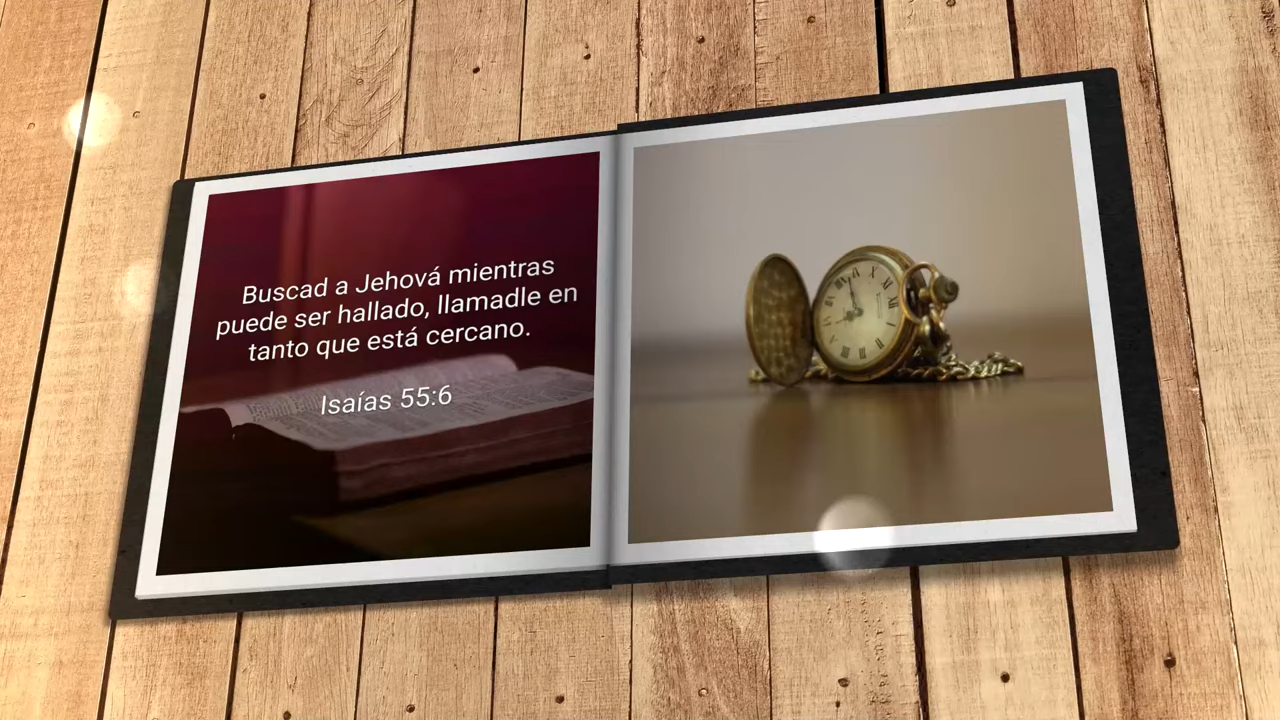 Buscad a Jehová mientras
puede ser hallado, llamadle en
tanto que está cercano.
Isaías 55:6